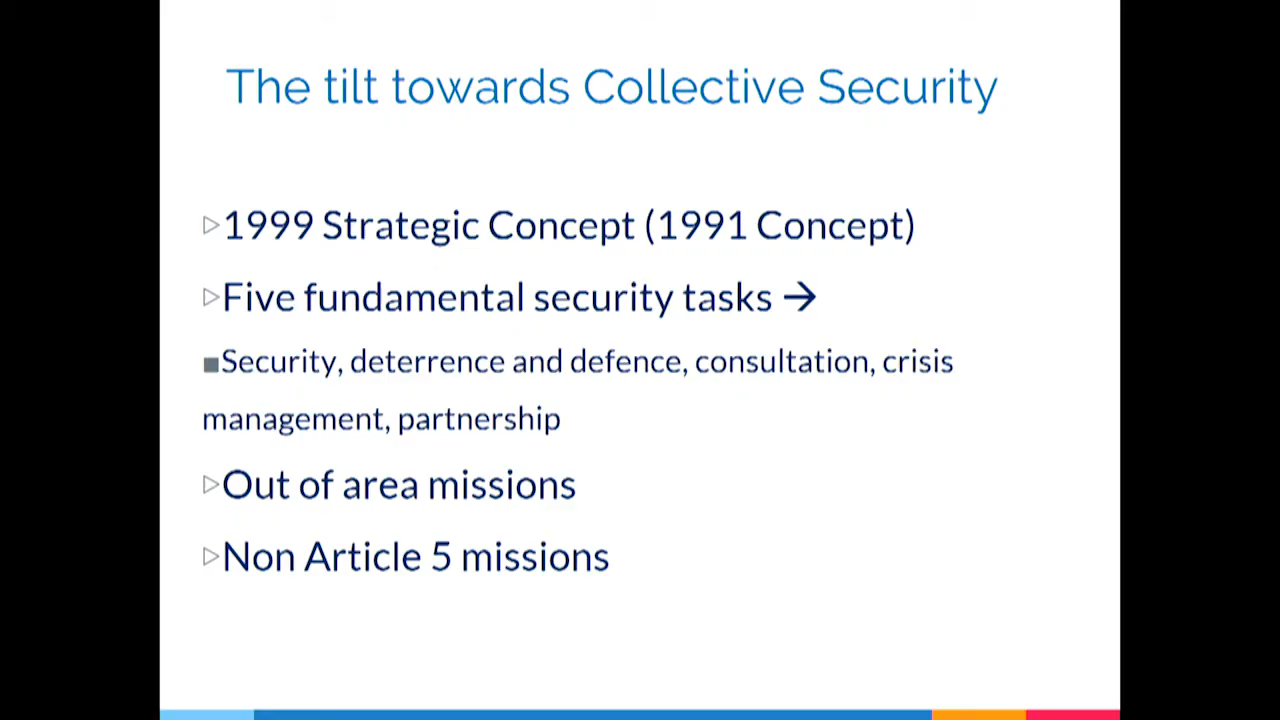 The tilt towards Collective Security
▷1999 Strategic Concept (1991 Concept)
▷Five fundamental security tasks →
■Security, deterrence and defence, consultation, crisis
management, partnership
▷Out of area missions
▷Non Article 5 missions